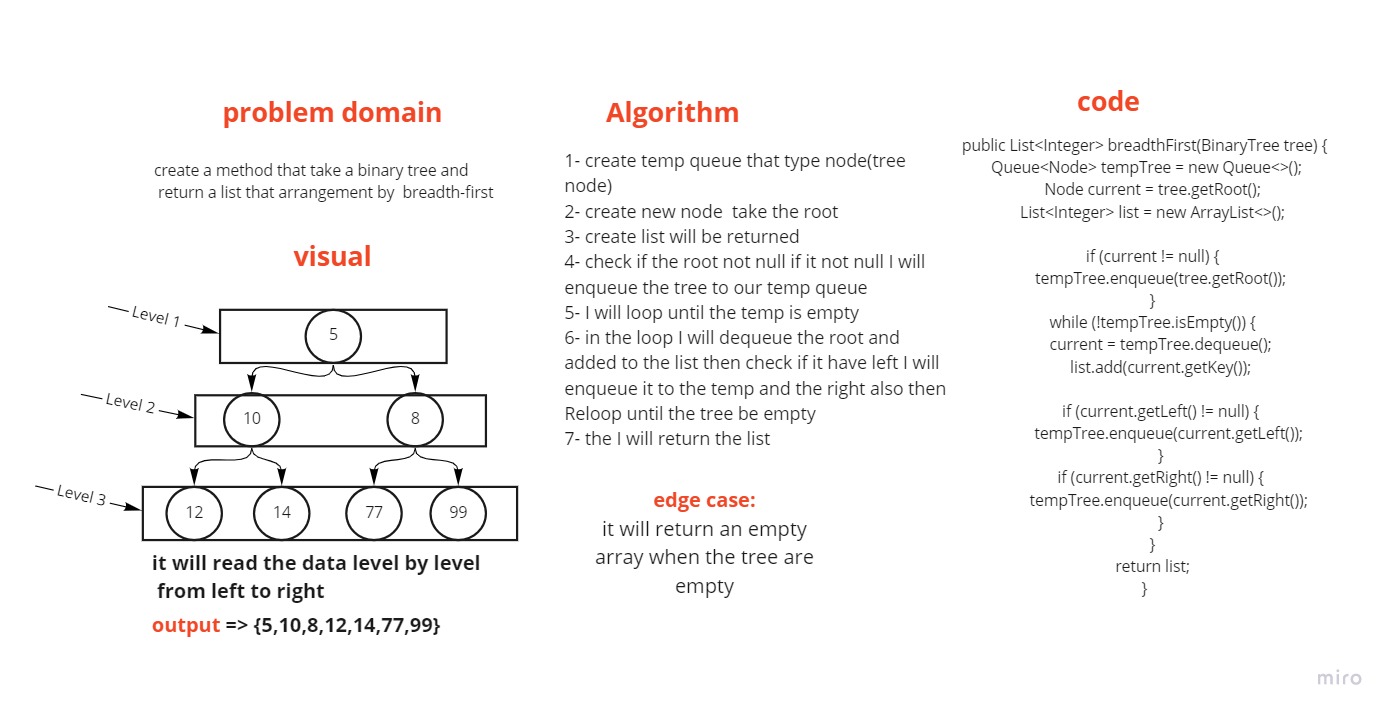 problem domain
create a method that take a binary tree and
return a list that arrangement by breadth-first
visual
Level 1
5
Level 2
10
8
Level 3
12
14
77
99
it will read the data level by level
from left to right
output => {5,10,8,12,14,77,99}
Algorithm
1- create temp queue that type node(tree
node)
2- create new node take the root
3- create list will be returned
4- check if the root not null if it not null I will
enqueue the tree to our temp queue
5- I will loop until the temp is empty
6- in the loop I will dequeue the root and
added to the list then check if it have left I will
enqueue it to the temp and the right also then
Reloop until the tree be empty
7- the I will return the list
edge case:
it will return an empty
array when the tree are
empty
code
public List<Integer> breadthFirst(BinaryTree tree) {
Queue<Node> tempTree = new Queue<>();
Node current = tree.getRoot();
List<Integer> list = new ArrayList<>();
if (current != null) {
tempTree.enqueue(tree.getRoot());
}
while (!tempTree.isEmpty()) {
current = tempTree.dequeue();
list.add(current.getKey());
if (current.getLeft() != null) {
tempTree.enqueue(current.getLeft());
}
if (current.getRight() != null) {
tempTree.enqueue(current.getRight());
}
}
return list;
}
miro